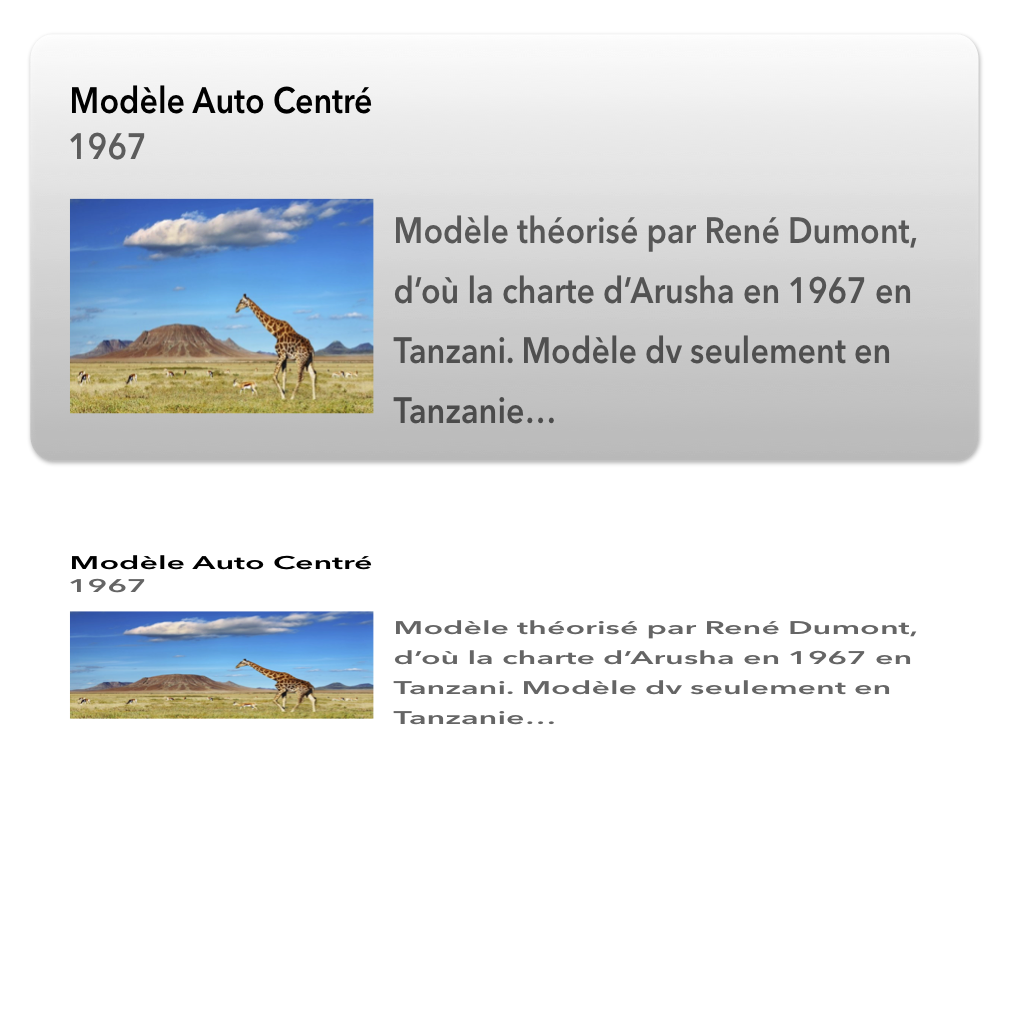 Modèle Auto Centré
1967
Modèle théorisé par René Dumont,
d’où la charte d’Arusha en 1967 en
Tanzani. Modèle dv seulement en
Tanzanie…
Modèle Auto Centré
1967
Modèle théorisé par René Dumont,
d’où la charte d’Arusha en 1967 en
Tanzani. Modèle dv seulement en
Tanzanie…